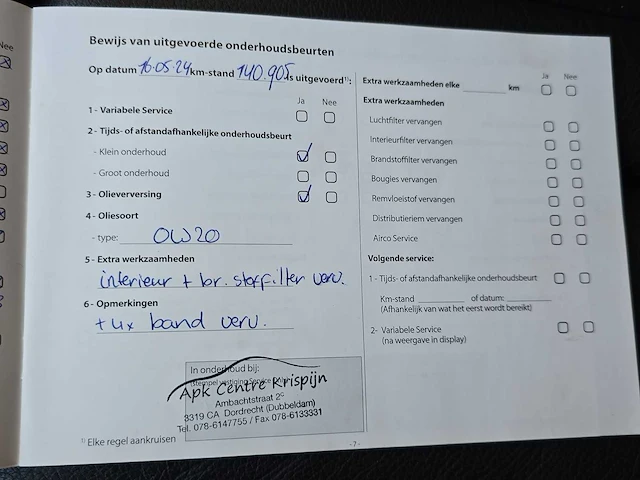 Nee
Bewijs van uitgevoerde onderhoudsbeurten
Op datum 16.05.24 km-stand 140.905 is uitgevoerd¹⁾:
Ja Nee
1 - Variabele Service
2 - Tijds- of afstandafhankelijke onderhoudsbeurt
- Klein onderhoud
- Groot onderhoud
3 - Olieverversing
4 - Oliesoort
- type: OW20
5 - Extra werkzaamheden
interieur + br. stoffilter verv.
6 - Opmerkingen
+ 4x band verv.
In onderhoud bij:
Apk Centre Krispijn
Ambachtstraat 2ᶜ
3319 CA Dordrecht (Dubbeldam)
Tel. 078-6147755 / Fax 078-6133331
¹⁾ Elke regel aankruisen
Ja Nee
Extra werkzaamheden elke ________ km
Extra werkzaamheden
Luchtfilter vervangen
Interieurfilter vervangen
Brandstoffilter vervangen
Bougies vervangen
Remvloeistof vervangen
Distributieriem vervangen
Airco Service
Volgende service:
1 - Tijds- of afstandafhankelijke onderhoudsbeurt
Km-stand ________ of datum: ________
(Afhankelijk van wat het eerst wordt bereikt)
2- Variabele Service
(na weergave in display)
- 7 -